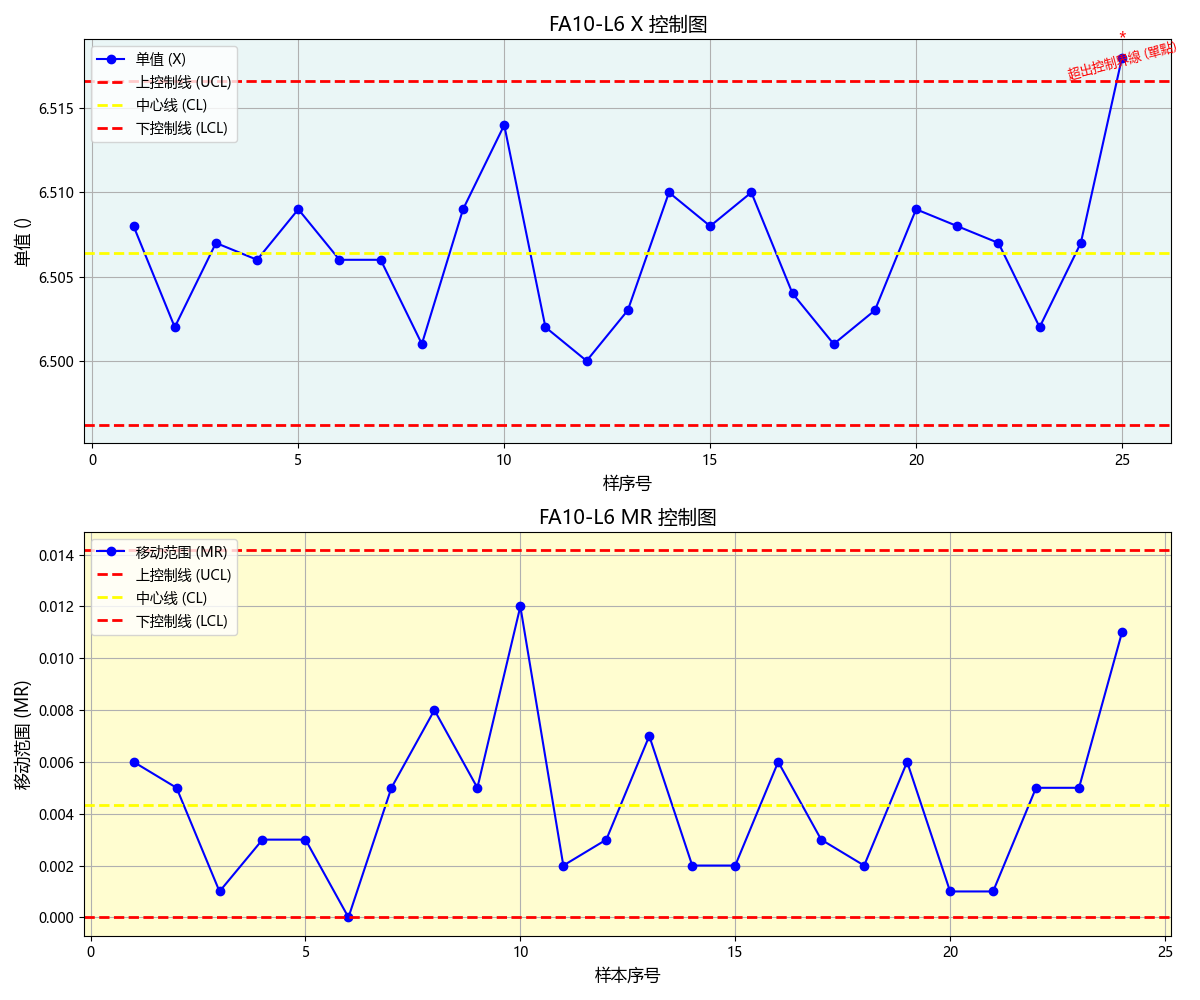 FA10-L6 X 控制图
单值 (X)
上控制线 (UCL)
中心线 (CL)
下控制线 (LCL)
*
超出控制界線 (單點)
单值 ()
6.515
6.510
6.505
6.500
0 5 10 15 20 25
样序号
FA10-L6 MR 控制图
移动范围 (MR)
上控制线 (UCL)
中心线 (CL)
下控制线 (LCL)
移动范围 (MR)
0.014
0.012
0.010
0.008
0.006
0.004
0.002
0.000
0 5 10 15 20 25
样本序号